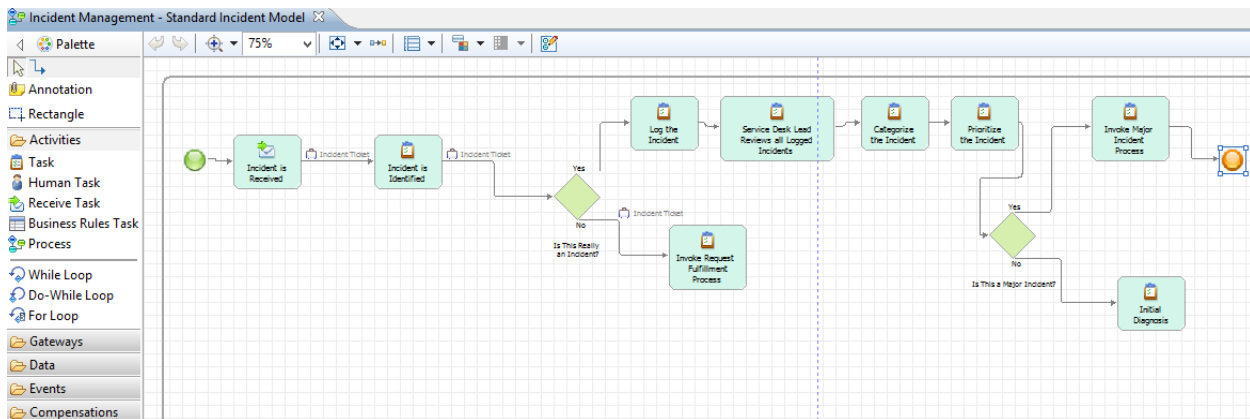 Incident Management - Standard Incident Model
Palette
75%
Annotation
Rectangle
Activities
Task
Human Task
Receive Task
Business Rules Task
Process
While Loop
Do-While Loop
For Loop
Gateways
Data
Events
Compensations
Incident is
Received
Incident Ticket
Incident is
Identified
Incident Ticket
Yes
No
Is This Really
an Incident?
Incident Ticket
Invoke Request
Fulfillment
Process
Log the
Incident
Service Desk Lead
Reviews all Logged
Incidents
Categorize
the Incident
Prioritize
the Incident
Yes
No
Is This a Major Incident?
Invoke Major
Incident
Process
Initial
Diagnosis